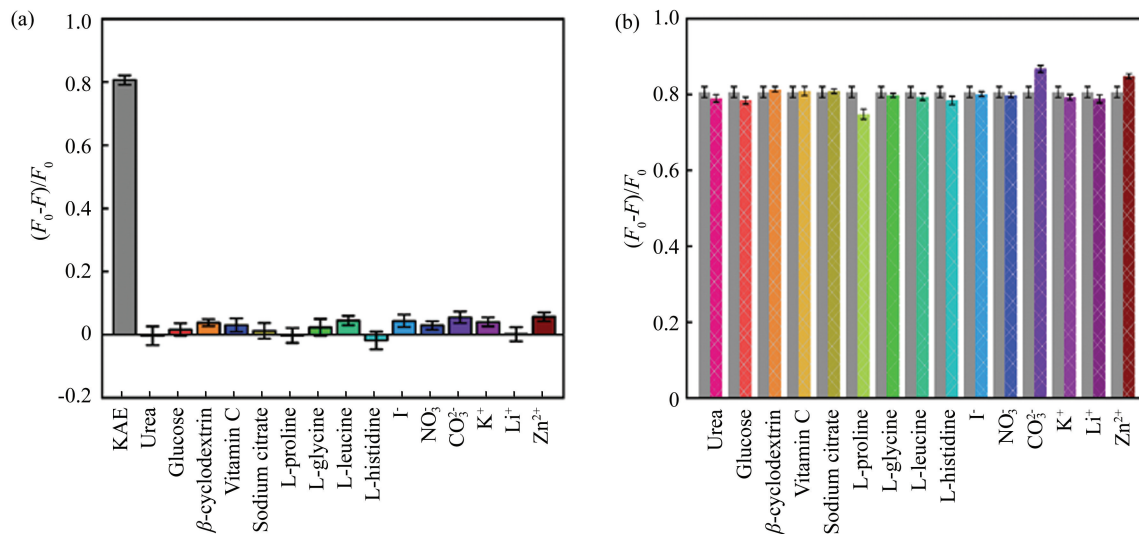 (a)
(F₀-F)/F₀
1.0
0.8
0.6
0.4
0.2
0
-0.2
KAE
Urea
Glucose
β-cyclodextrin
Vitamin C
Sodium citrate
L-proline
L-glycine
L-leucine
L-histidine
I⁻
NO₃
CO₃²⁻
K⁺
Li⁺
Zn²⁺
(b)
(F₀-F)/F₀
1.0
0.8
0.6
0.4
0.2
0
Urea
Glucose
β-cyclodextrin
Vitamin C
Sodium citrate
L-proline
L-glycine
L-leucine
L-histidine
I⁻
NO₃
CO₃²⁻
K⁺
Li⁺
Zn²⁺